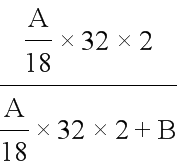 A/18 × 32 × 2
A/18 × 32 × 2 + B